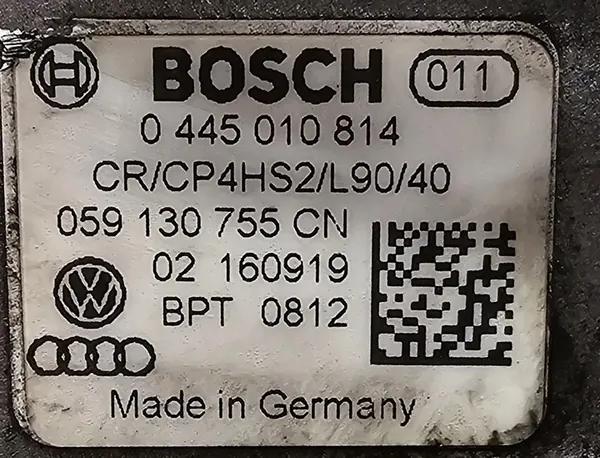 BOSCH 011
0 445 010 814
CR/CP4HS2/L90/40
059 130 755 CN
02 160919
BPT 0812
Made in Germany